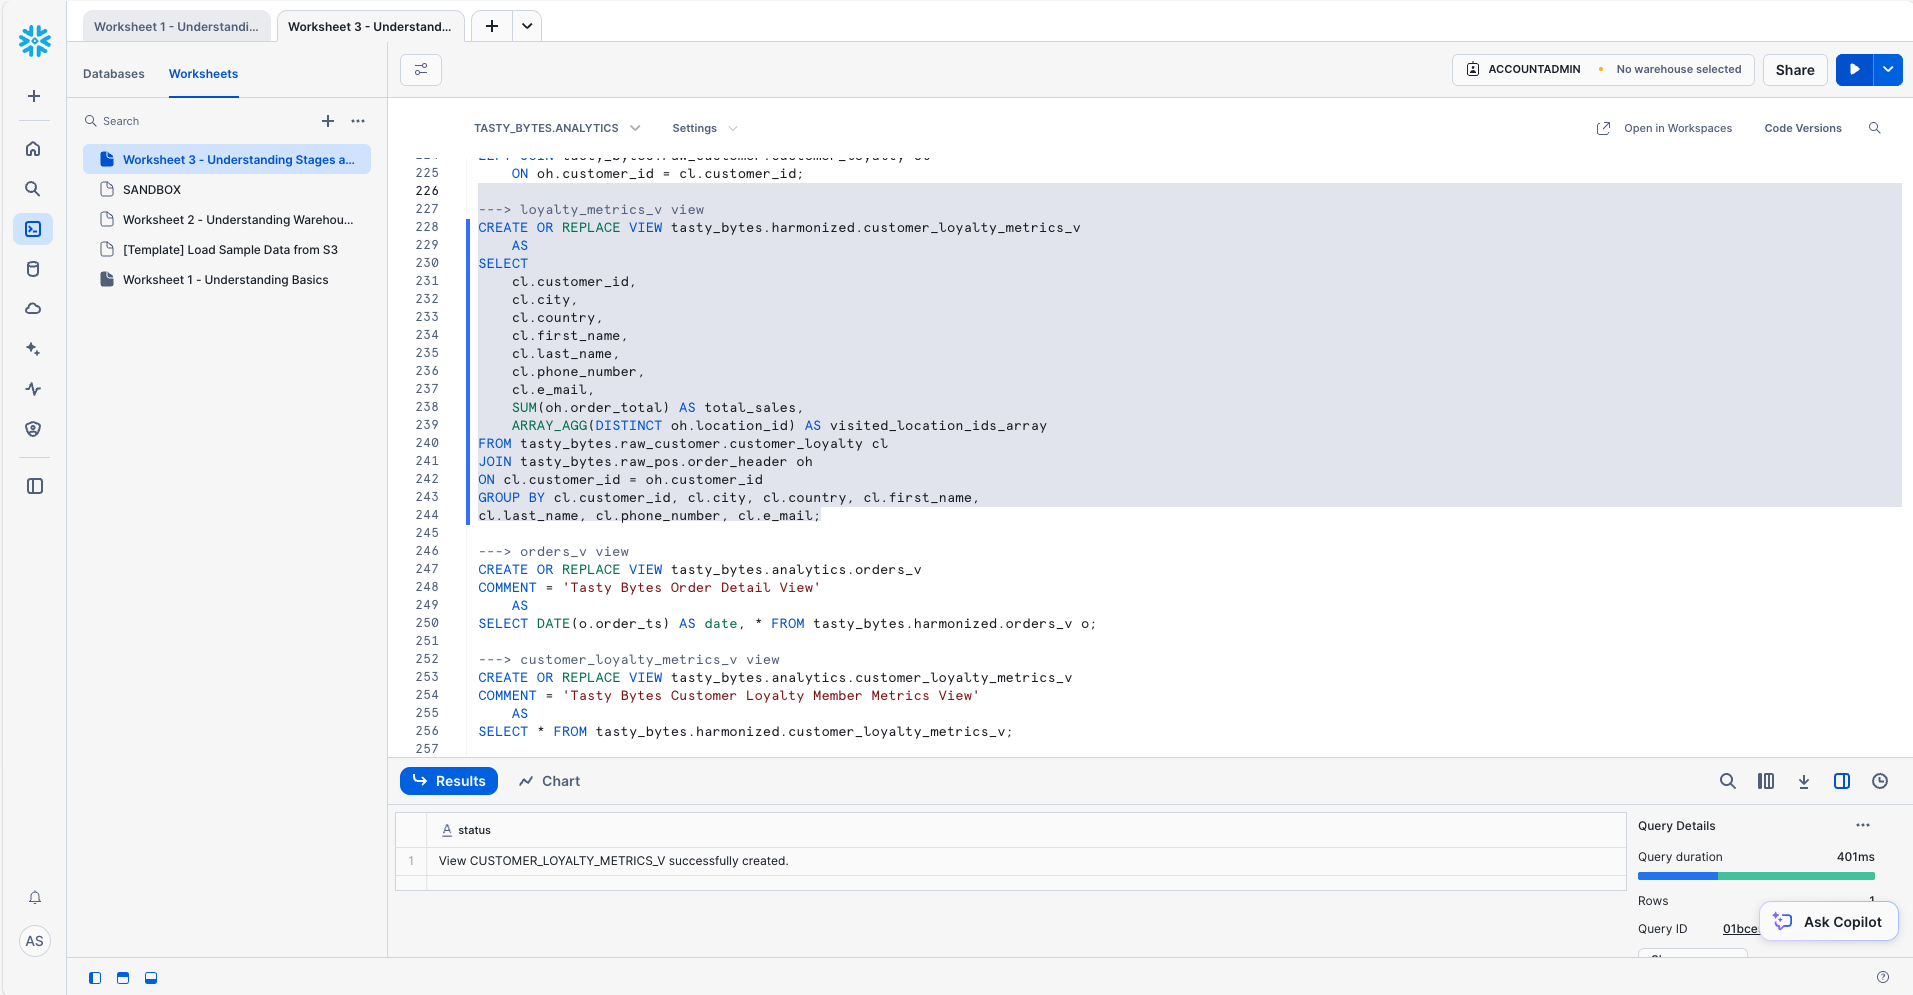 Worksheet 1 - Understandi...
Worksheet 3 - Understand...
Databases
Worksheets
ACCOUNTADMIN
No warehouse selected
Share
Search
Worksheet 3 - Understanding Stages a...
SANDBOX
Worksheet 2 - Understanding Warehou...
[Template] Load Sample Data from S3
Worksheet 1 - Understanding Basics
TASTY_BYTES.ANALYTICS
Settings
Open in Workspaces
Code Versions
225 ON oh.customer_id = cl.customer_id;
226
227 ---> loyalty_metrics_v view
228 CREATE OR REPLACE VIEW tasty_bytes.harmonized.customer_loyalty_metrics_v
229 AS
230 SELECT
231 cl.customer_id,
232 cl.city,
233 cl.country,
234 cl.first_name,
235 cl.last_name,
236 cl.phone_number,
237 cl.e_mail,
238 SUM(oh.order_total) AS total_sales,
239 ARRAY_AGG(DISTINCT oh.location_id) AS visited_location_ids_array
240 FROM tasty_bytes.raw_customer.customer_loyalty cl
241 JOIN tasty_bytes.raw_pos.order_header oh
242 ON cl.customer_id = oh.customer_id
243 GROUP BY cl.customer_id, cl.city, cl.country, cl.first_name,
244 cl.last_name, cl.phone_number, cl.e_mail;
245
246 ---> orders_v view
247 CREATE OR REPLACE VIEW tasty_bytes.analytics.orders_v
248 COMMENT = 'Tasty Bytes Order Detail View'
249 AS
250 SELECT DATE(o.order_ts) AS date, * FROM tasty_bytes.harmonized.orders_v o;
251
252 ---> customer_loyalty_metrics_v view
253 CREATE OR REPLACE VIEW tasty_bytes.analytics.customer_loyalty_metrics_v
254 COMMENT = 'Tasty Bytes Customer Loyalty Member Metrics View'
255 AS
256 SELECT * FROM tasty_bytes.harmonized.customer_loyalty_metrics_v;
257
Results
Chart
A status
1 View CUSTOMER_LOYALTY_METRICS_V successfully created.
Query Details
Query duration 401ms
Rows 1
Query ID 01bce
Ask Copilot
AS